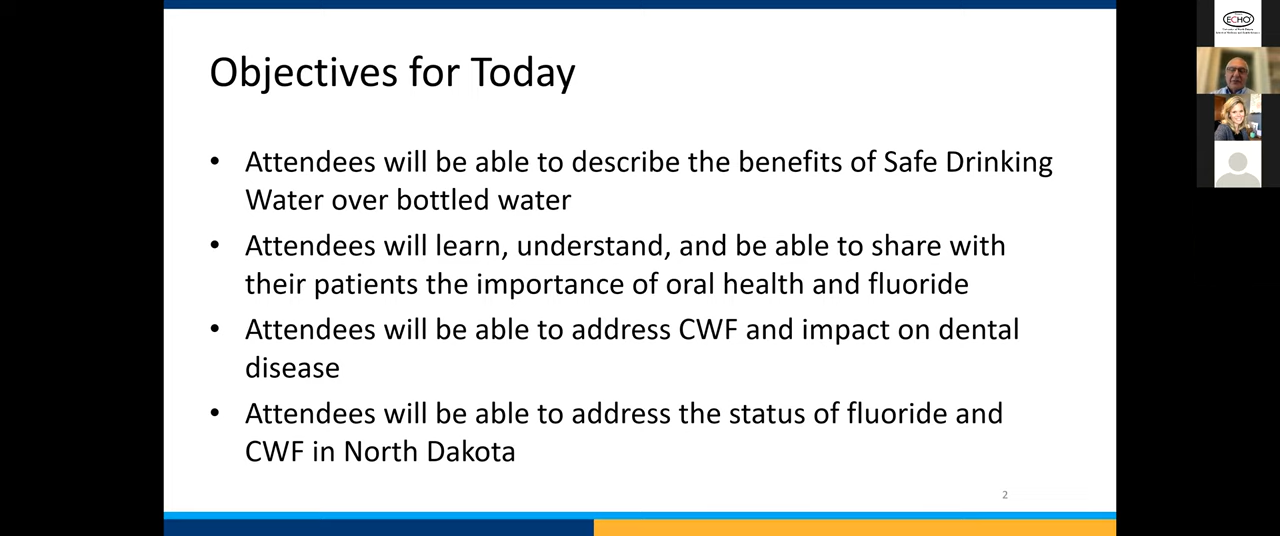 Objectives for Today
• Attendees will be able to describe the benefits of Safe Drinking
Water over bottled water
• Attendees will learn, understand, and be able to share with
their patients the importance of oral health and fluoride
• Attendees will be able to address CWF and impact on dental
disease
• Attendees will be able to address the status of fluoride and
CWF in North Dakota
2
ECHO